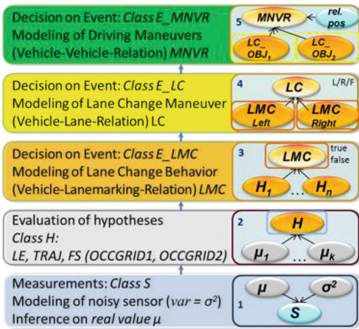 Decision on Event: Class E_MNVR
Modeling of Driving Maneuvers
(Vehicle-Vehicle-Relation) MNVR
5
MNVR
rel.
pos
LC_
OBJ1
LC_
OBJ2
Decision on Event: Class E_LC
Modeling of Lane Change Maneuver
(Vehicle-Lane-Relation) LC
4
L/R/F
LC
LMC
Left
LMC
Right
Decision on Event: Class E_LMC
Modeling of Lane Change Behavior
(Vehicle-Lanemarking-Relation) LMC
3
true
false
LMC
H1 ... Hn
Evaluation of hypotheses
Class H:
LE, TRAJ, FS (OCCGRID1, OCCGRID2)
2
H
μ1 ... μk
Measurements: Class S
Modeling of noisy sensor (var = σ²)
Inference on real value μ
1
μ
σ²
S